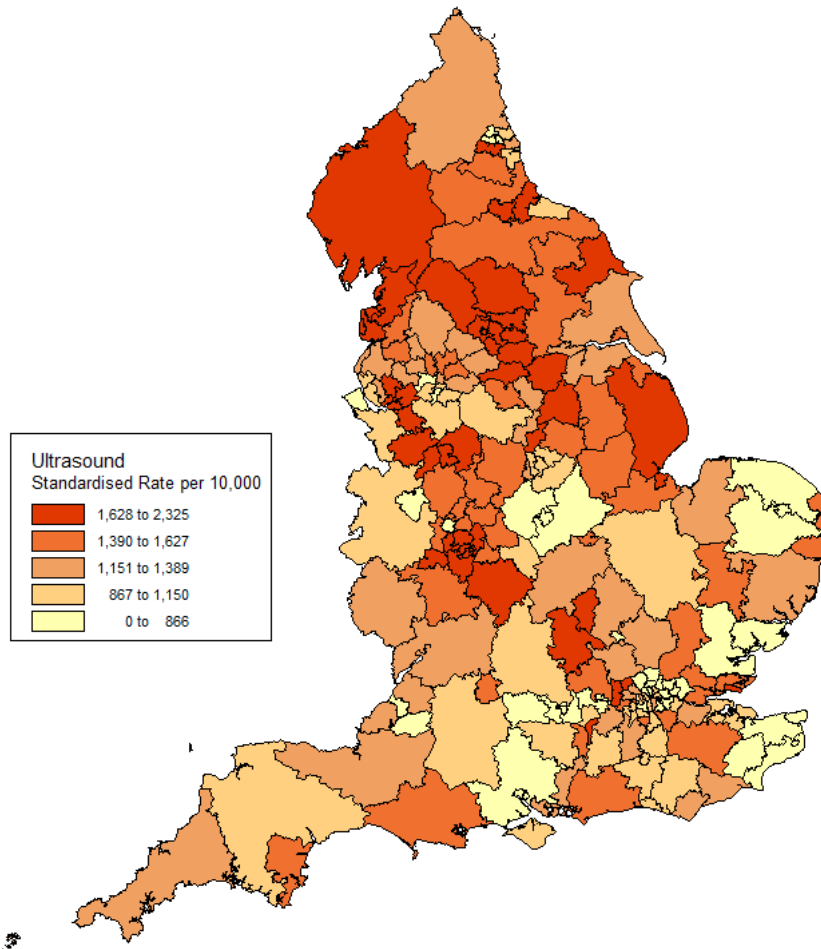 Ultrasound
Standardised Rate per 10,000
1,628 to 2,325
1,390 to 1,627
1,151 to 1,389
867 to 1,150
0 to 866